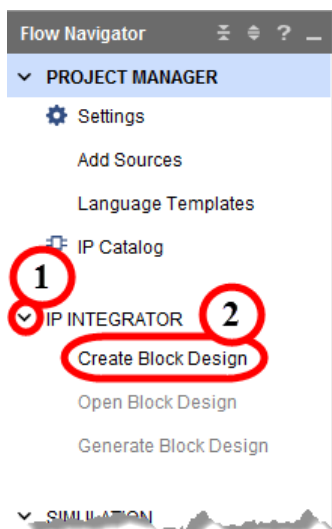 Flow Navigator ?
PROJECT MANAGER
Settings
Add Sources
Language Templates
IP Catalog
1
IP INTEGRATOR 2
Create Block Design
Open Block Design
Generate Block Design
SIMULATION